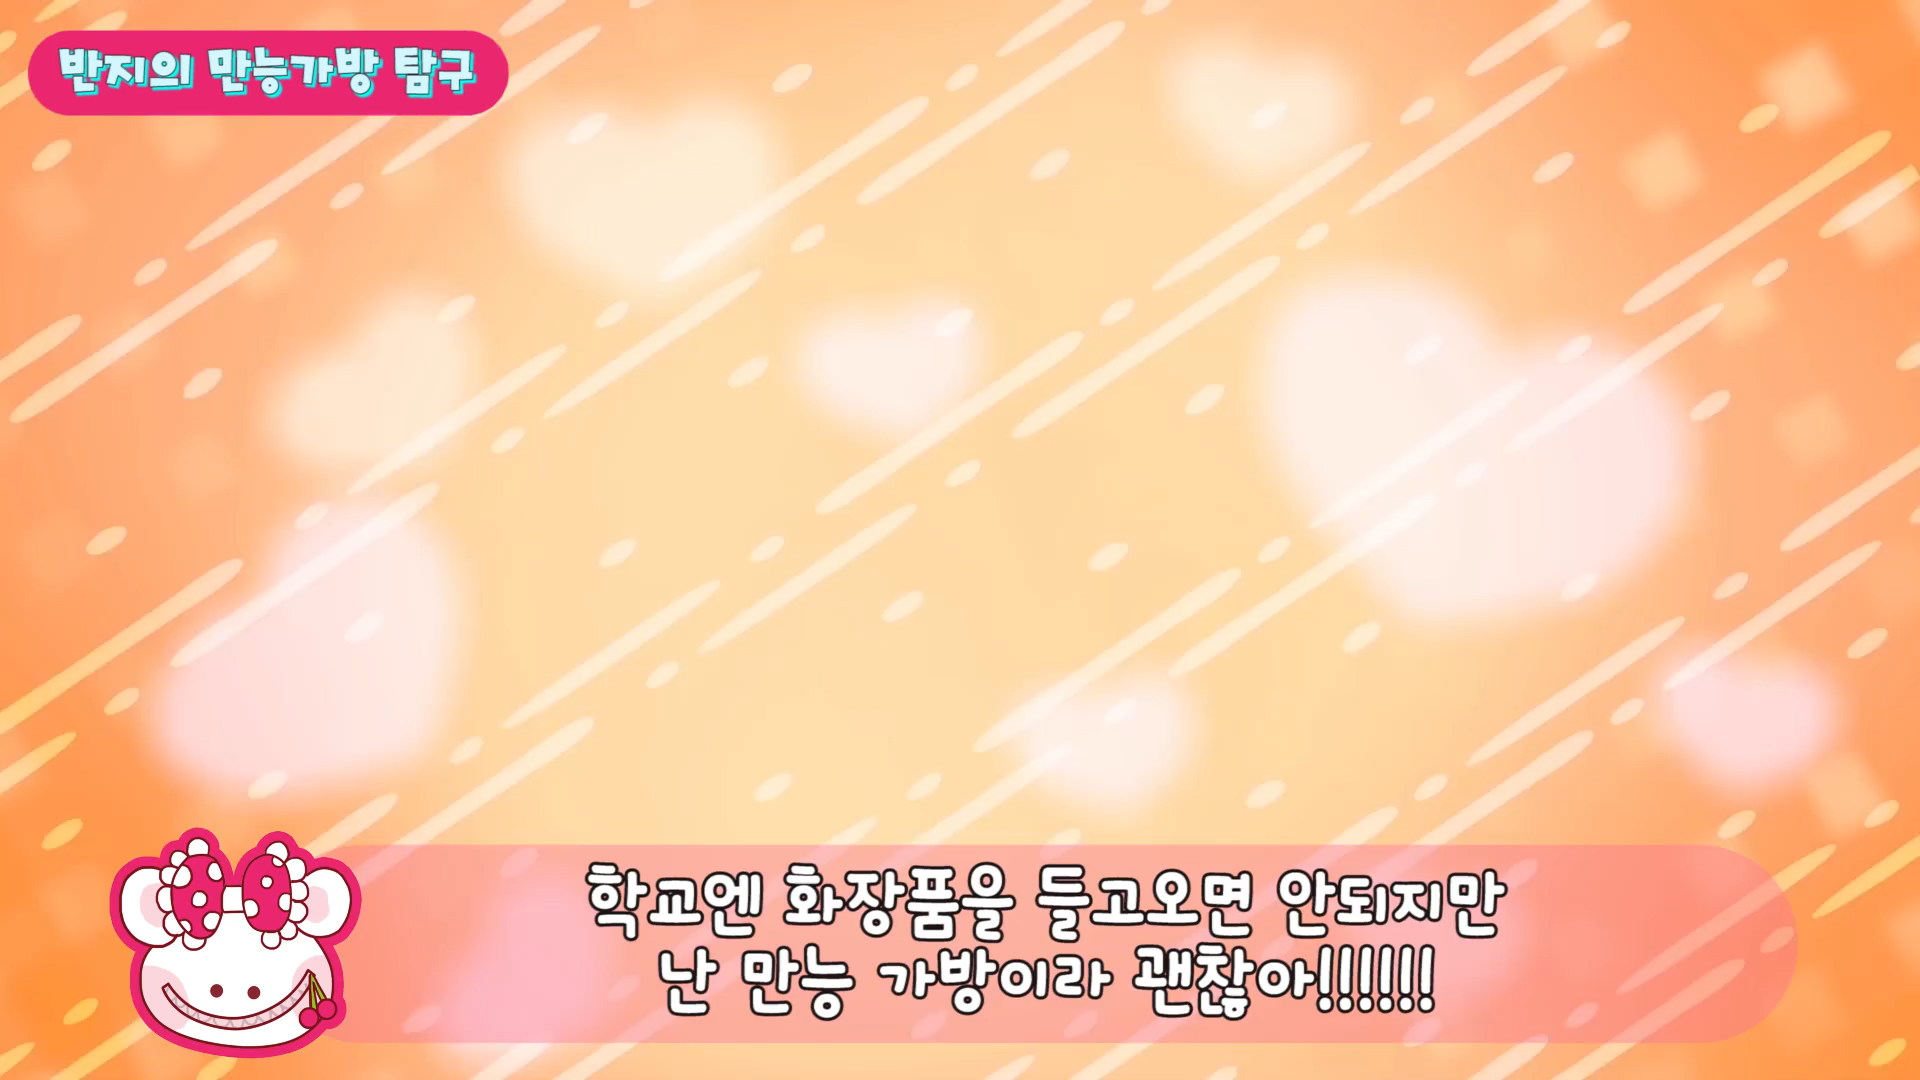 반지의 만능가방 탐구
학교엔 화장품을 들고오면 안되지만
난 만능 가방이라 괜찮아!!!!!!